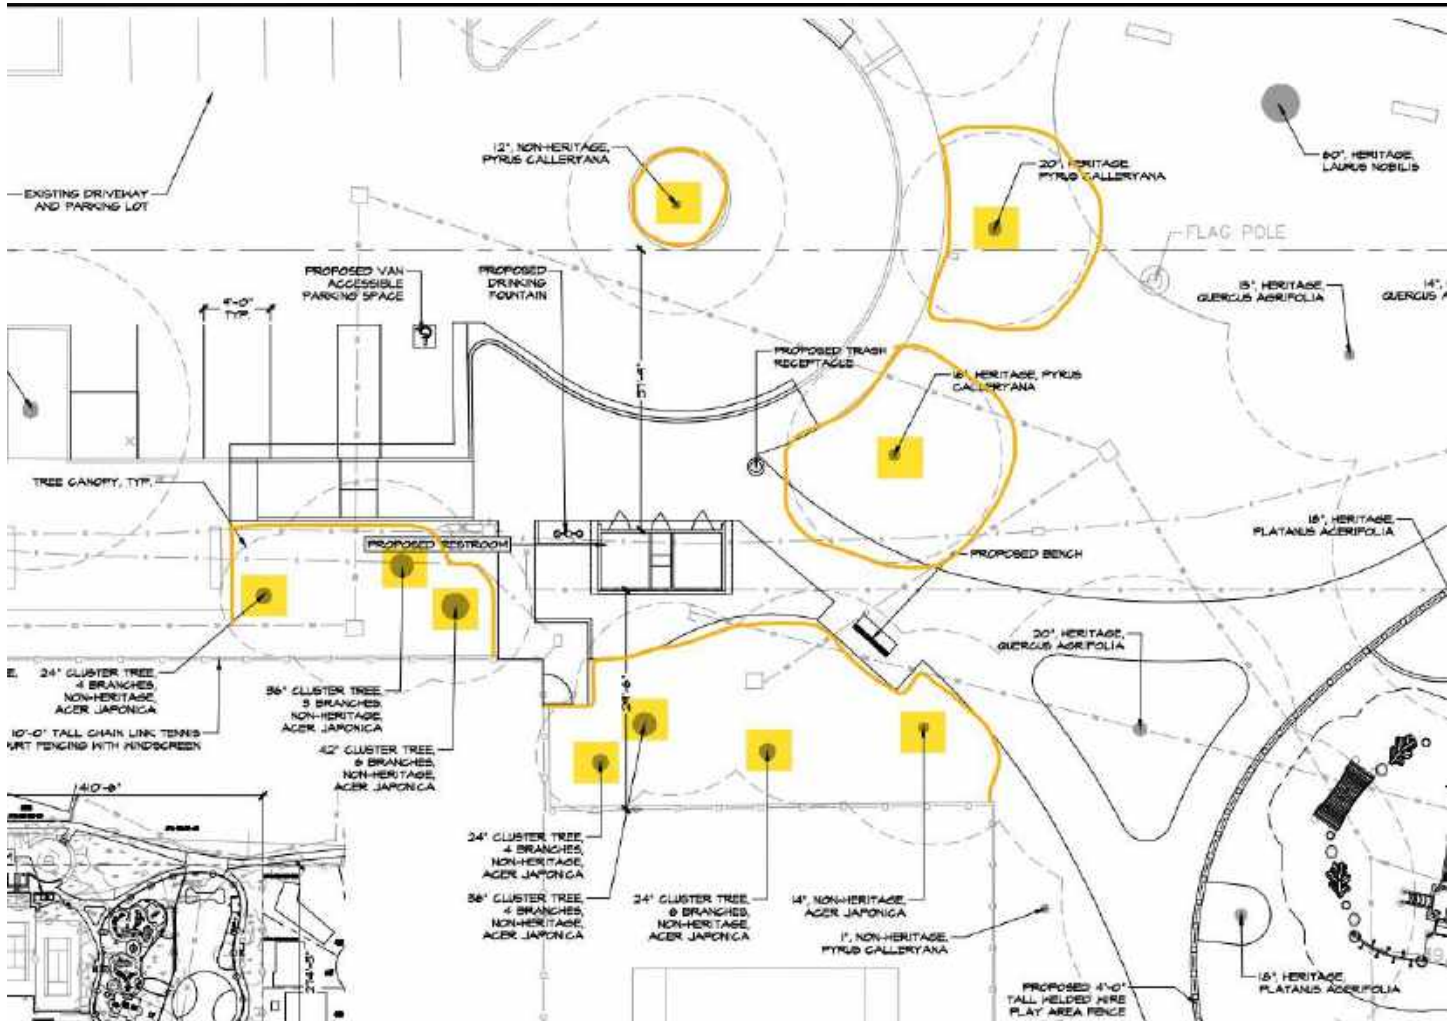 12", NON-HERITAGE,
PYRUS CALLERYANA
20", HERITAGE
PYRUS CALLERYANA
60", HERITAGE,
LAURUS NOBILIS
EXISTING DRIVEWAY
AND PARKING LOT
FLAG POLE
PROPOSED VAN
ACCESSIBLE
PARKING SPACE
PROPOSED
DRINKING
FOUNTAIN
15", HERITAGE,
QUERCUS AGRIFOLIA
14",
QUERCUS A
9'-0"
TYP.
PROPOSED TRASH
RECEPTACLE
HERITAGE, PYRUS
CALLERYANA
TREE CANOPY, TYP.
18", HERITAGE,
PLATANUS ACERIFOLIA
PROPOSED RESTROOM
PROPOSED BENCH
20", HERITAGE,
QUERCUS AGRIFOLIA
E,
24" CLUSTER TREE,
4 BRANCHES,
NON-HERITAGE,
ACER JAPONICA
36" CLUSTER TREE,
5 BRANCHES,
NON-HERITAGE,
ACER JAPONICA
10'-0" TALL CHAIN LINK TENNIS
URT FENCING WITH WINDSCREEN
42" CLUSTER TREE,
6 BRANCHES,
NON-HERITAGE,
ACER JAPONICA
410'-8"
24" CLUSTER TREE,
4 BRANCHES,
NON-HERITAGE,
ACER JAPONICA
36" CLUSTER TREE,
4 BRANCHES,
NON-HERITAGE,
ACER JAPONICA
24" CLUSTER TREE,
6 BRANCHES,
NON-HERITAGE,
ACER JAPONICA
14", NON-HERITAGE,
ACER JAPONICA
1", NON-HERITAGE,
PYRUS CALLERYANA
PROPOSED 4'-0"
TALL WELDED WIRE
PLAY AREA FENCE
18", HERITAGE,
PLATANUS ACERIFOLIA